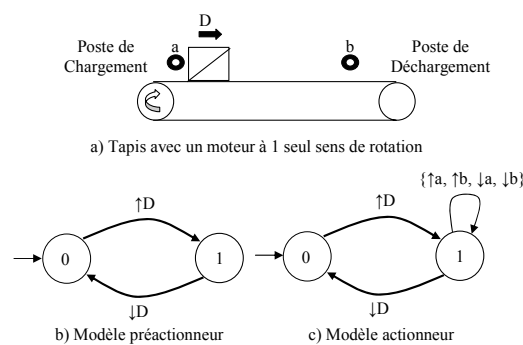 D
Poste de
Chargement
a
b
Poste de
Déchargement
a) Tapis avec un moteur à 1 seul sens de rotation
{↑a, ↑b, ↓a, ↓b}
↑D
↑D
0
1
0
1
↓D
↓D
b) Modèle préactionneur
c) Modèle actionneur